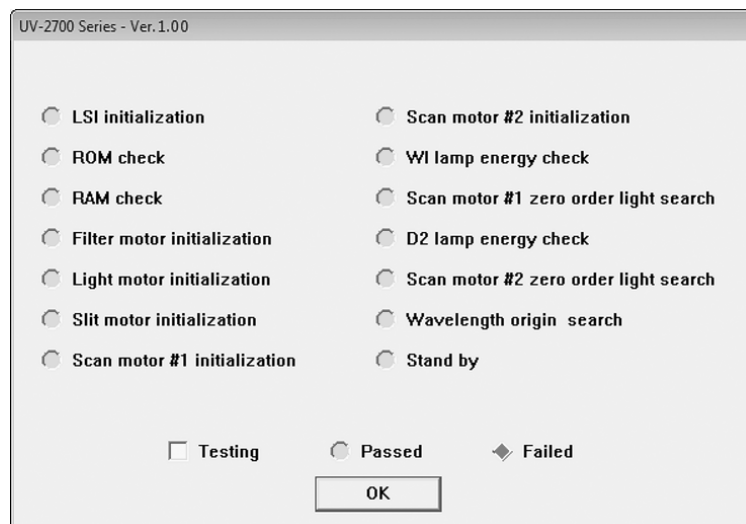 UV-2700 Series - Ver.1.00
LSI initialization
ROM check
RAM check
Filter motor initialization
Light motor initialization
Slit motor initialization
Scan motor #1 initialization
Scan motor #2 initialization
WI lamp energy check
Scan motor #1 zero order light search
D2 lamp energy check
Scan motor #2 zero order light search
Wavelength origin search
Stand by
Testing Passed Failed
OK